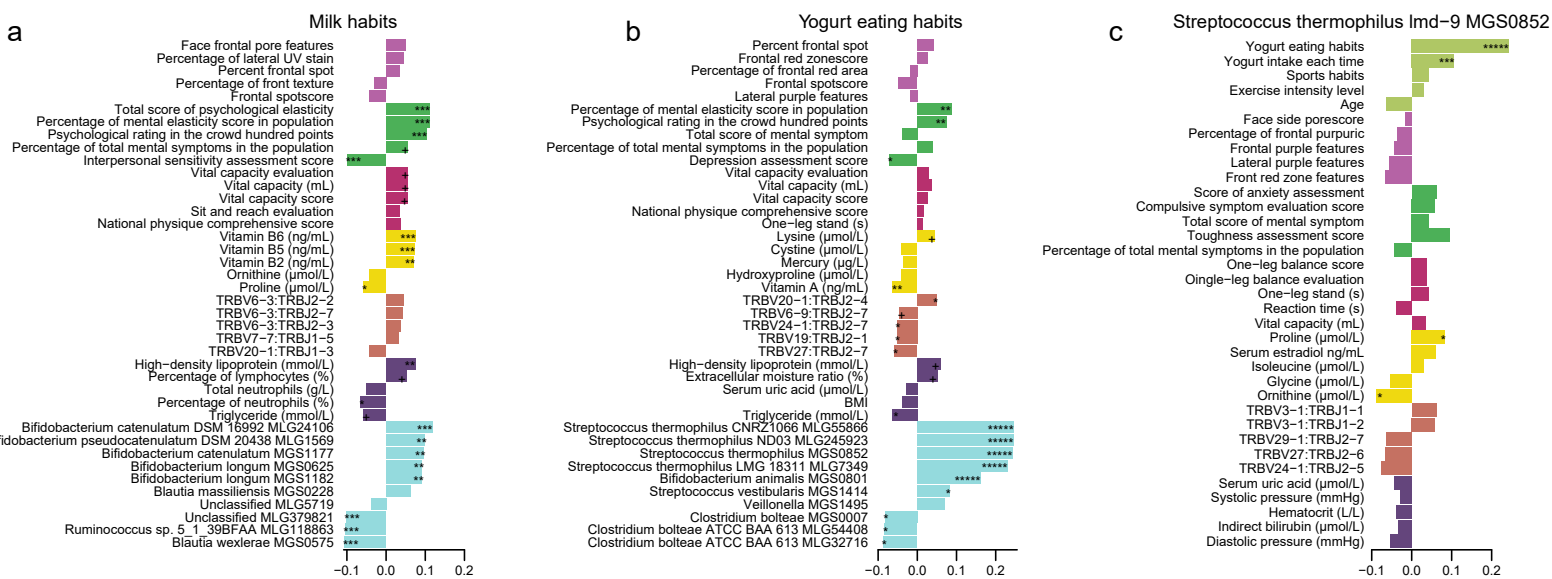 a
Milk habits
Face frontal pore features
Percentage of lateral UV stain
Percent frontal spot
Percentage of front texture
Frontal spotscore
Total score of psychological elasticity ***
Percentage of mental elasticity score in population ***
Psychological rating in the crowd hundred points ***
Percentage of total mental symptoms in the population +
Interpersonal sensitivity assessment score ***
Vital capacity evaluation +
Vital capacity (mL) +
Vital capacity score +
Sit and reach evaluation
National physique comprehensive score
Vitamin B6 (ng/mL) ***
Vitamin B5 (ng/mL) ***
Vitamin B2 (ng/mL) **
Ornithine (µmol/L)
Proline (µmol/L) *
TRBV6−3:TRBJ2−2
TRBV6−3:TRBJ2−7
TRBV6−3:TRBJ2−3
TRBV7−7:TRBJ1−5
TRBV20−1:TRBJ1−3
High−density lipoprotein (mmol/L) **
Percentage of lymphocytes (%) +
Total neutrophils (g/L)
Percentage of neutrophils (%) *
Triglyceride (mmol/L) +
Bifidobacterium catenulatum DSM 16992 MLG24106 ***
fidobacterium pseudocatenulatum DSM 20438 MLG1569 **
Bifidobacterium catenulatum MGS1177 **
Bifidobacterium longum MGS0625 **
Bifidobacterium longum MGS1182 **
Blautia massiliensis MGS0228
Unclassified MLG5719
Unclassified MLG379821 ***
Ruminococcus sp. 5_1_39BFAA MLG118863 ***
Blautia wexlerae MGS0575 ***
−0.1 0.0 0.1 0.2
b
Yogurt eating habits
Percent frontal spot
Frontal red zonescore
Percentage of frontal red area
Frontal spotscore
Lateral purple features
Percentage of mental elasticity score in population **
Psychological rating in the crowd hundred points **
Total score of mental symptom
Percentage of total mental symptoms in the population
Depression assessment score *
Vital capacity evaluation
Vital capacity (mL)
Vital capacity score
National physique comprehensive score
One−leg stand (s)
Lysine (µmol/L) +
Cystine (µmol/L)
Mercury (µg/L)
Hydroxyproline (µmol/L)
Vitamin A (ng/mL) **
TRBV20−1:TRBJ2−4 *
TRBV6−9:TRBJ2−7 +
TRBV24−1:TRBJ2−7 *
TRBV19:TRBJ2−1 *
TRBV27:TRBJ2−7 *
High−density lipoprotein (mmol/L) +
Extracellular moisture ratio (%) +
Serum uric acid (µmol/L)
BMI
Triglyceride (mmol/L) *
Streptococcus thermophilus CNRZ1066 MLG55866 *****
Streptococcus thermophilus ND03 MLG245923 *****
Streptococcus thermophilus MGS0852 *****
Streptococcus thermophilus LMG 18311 MLG7349 *****
Bifidobacterium animalis MGS0801 *****
Streptococcus vestibularis MGS1414 *
Veillonella MGS1495
Clostridium bolteae MGS0007 *
Clostridium bolteae ATCC BAA 613 MLG54408 *
Clostridium bolteae ATCC BAA 613 MLG32716 *
−0.1 0.0 0.1 0.2
c
Streptococcus thermophilus lmd−9 MGS0852
Yogurt eating habits *****
Yogurt intake each time ***
Sports habits
Exercise intensity level
Age
Face side porescore
Percentage of frontal purpuric
Frontal purple features
Lateral purple features
Front red zone features
Score of anxiety assessment
Compulsive symptom evaluation score
Total score of mental symptom
Toughness assessment score
Percentage of total mental symptoms in the population
One−leg balance score
Oingle−leg balance evaluation
One−leg stand (s)
Reaction time (s)
Vital capacity (mL)
Proline (µmol/L) *
Serum estradiol ng/mL
Isoleucine (µmol/L)
Glycine (µmol/L)
Ornithine (µmol/L) *
TRBV3−1:TRBJ1−1
TRBV3−1:TRBJ1−2
TRBV29−1:TRBJ2−7
TRBV27:TRBJ2−6
TRBV24−1:TRBJ2−5
Serum uric acid (µmol/L)
Systolic pressure (mmHg)
Hematocrit (L/L)
Indirect bilirubin (µmol/L)
Diastolic pressure (mmHg)
−0.1 0.0 0.1 0.2